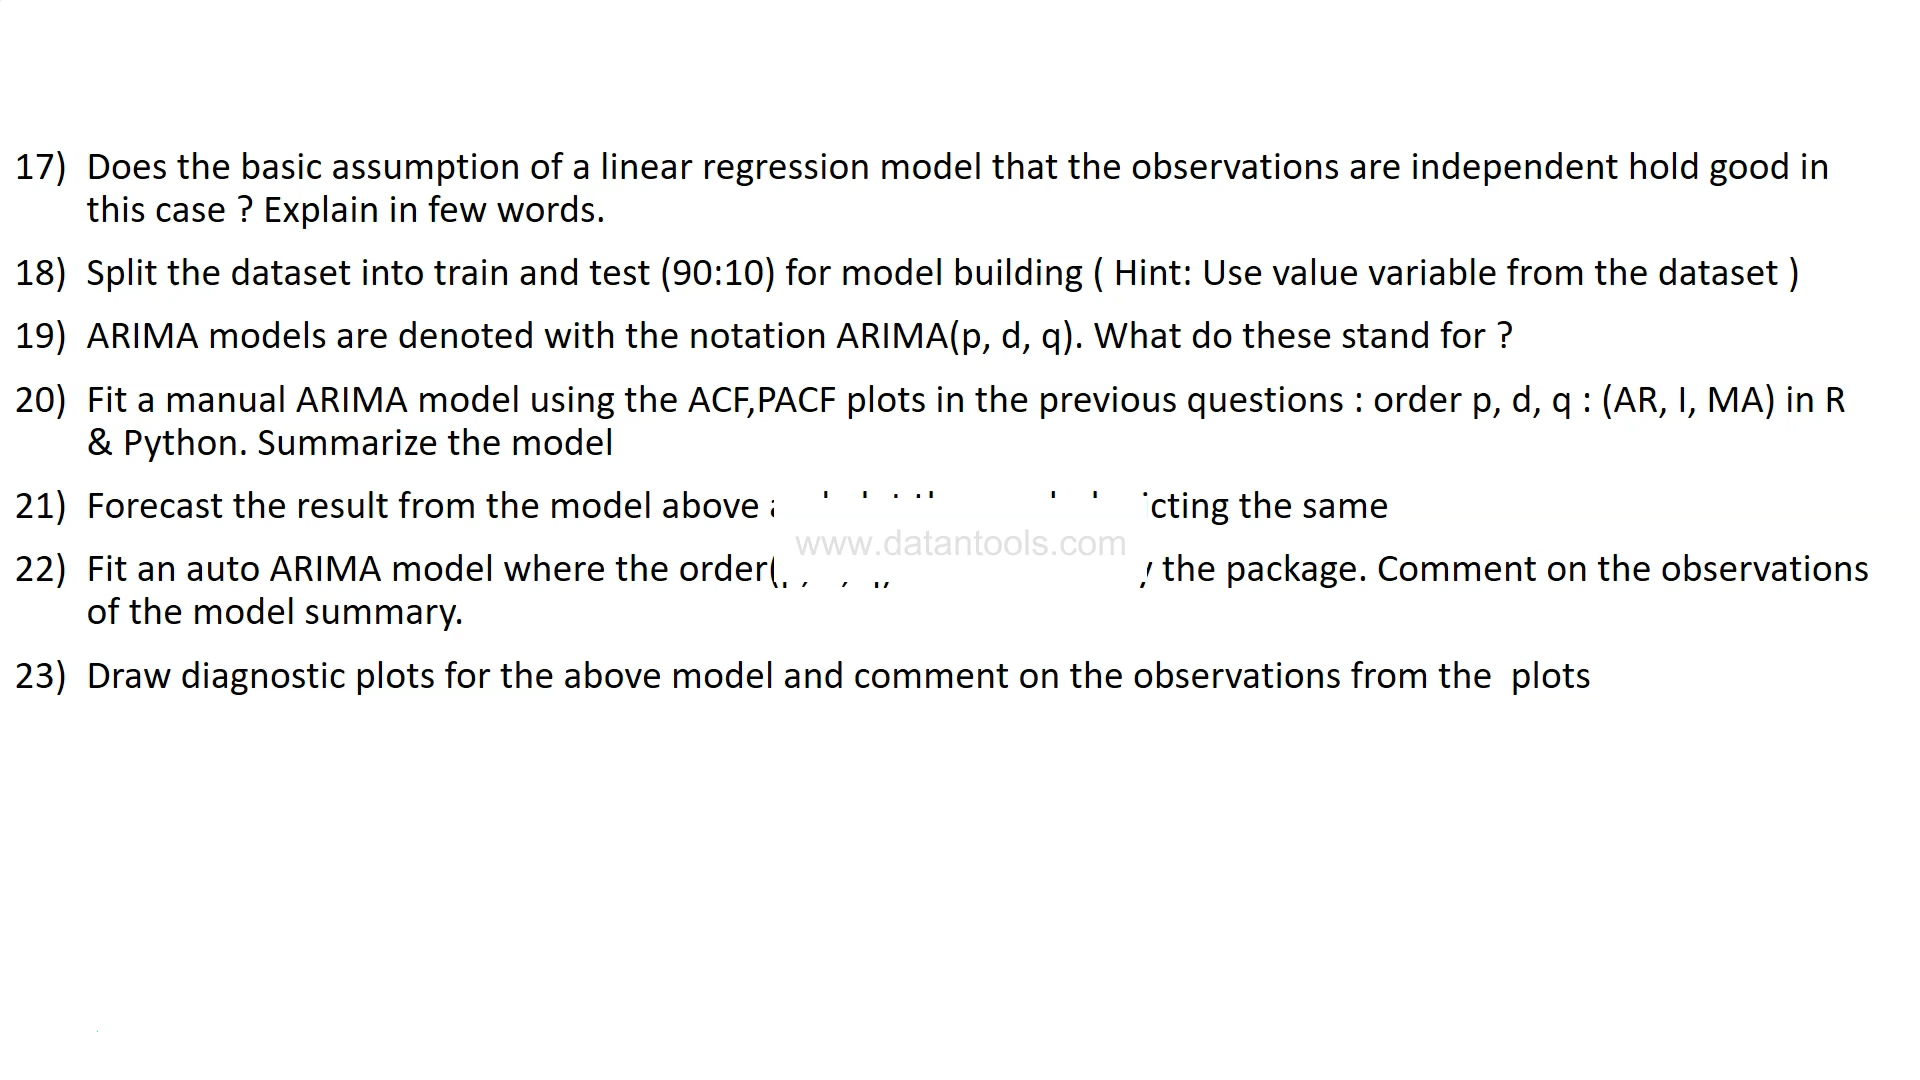 17) Does the basic assumption of a linear regression model that the observations are independent hold good in
this case ? Explain in few words.
18) Split the dataset into train and test (90:10) for model building ( Hint: Use value variable from the dataset )
19) ARIMA models are denoted with the notation ARIMA(p, d, q). What do these stand for ?
20) Fit a manual ARIMA model using the ACF,PACF plots in the previous questions : order p, d, q : (AR, I, MA) in R
& Python. Summarize the model
21) Forecast the result from the model above the same
www.datantools.com
22) Fit an auto ARIMA model where the the package. Comment on the observations
of the model summary.
23) Draw diagnostic plots for the above model and comment on the observations from the  plots